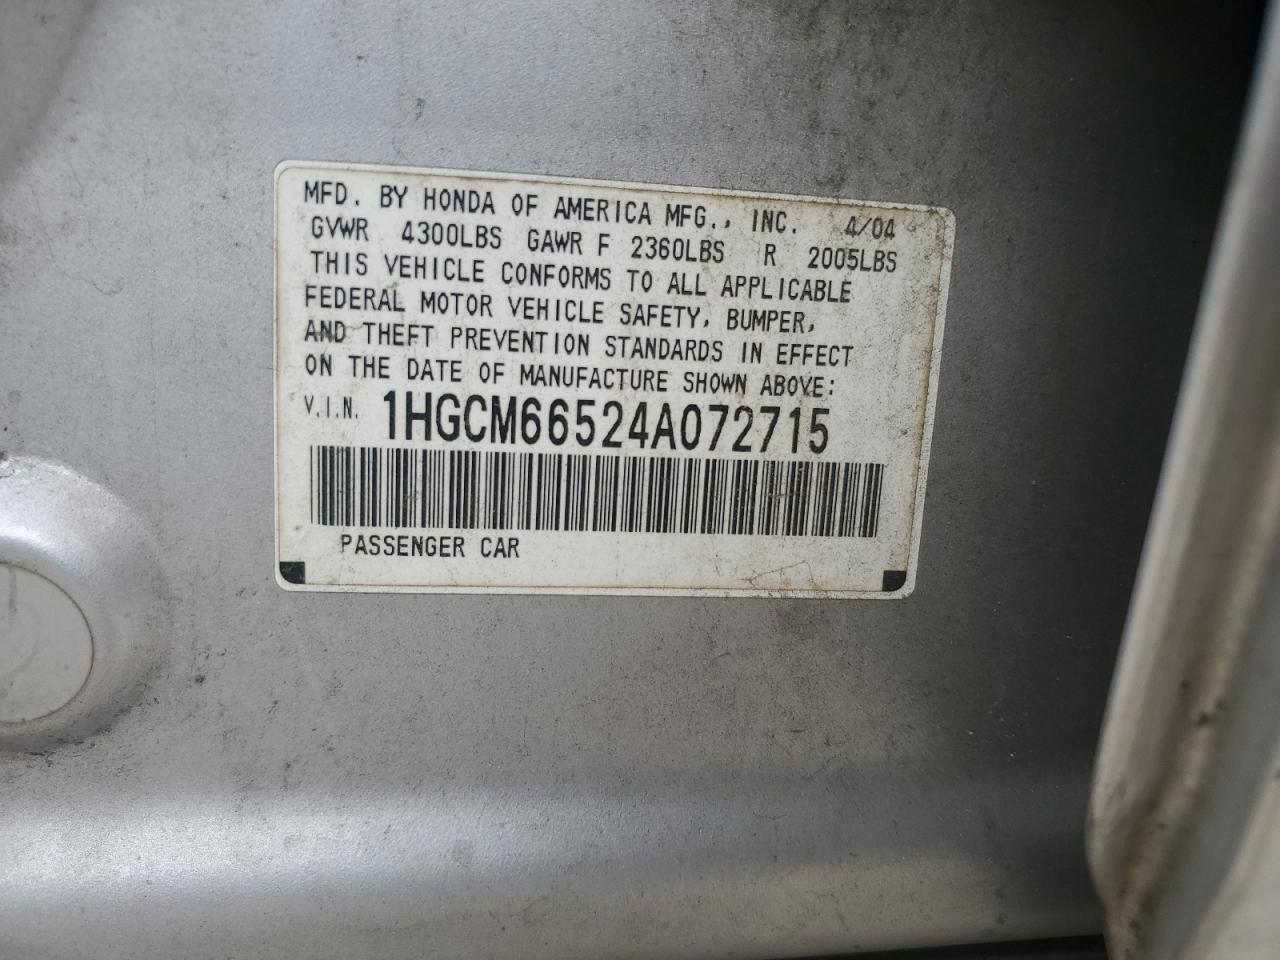 MFD. BY HONDA OF AMERICA MFG., INC. 4/04
GVWR 4300LBS GAWR F 2360LBS R 2005LBS
THIS VEHICLE CONFORMS TO ALL APPLICABLE
FEDERAL MOTOR VEHICLE SAFETY, BUMPER,
AND THEFT PREVENTION STANDARDS IN EFFECT
ON THE DATE OF MANUFACTURE SHOWN ABOVE:
V.I.N. 1HGCM66524A072715
PASSENGER CAR